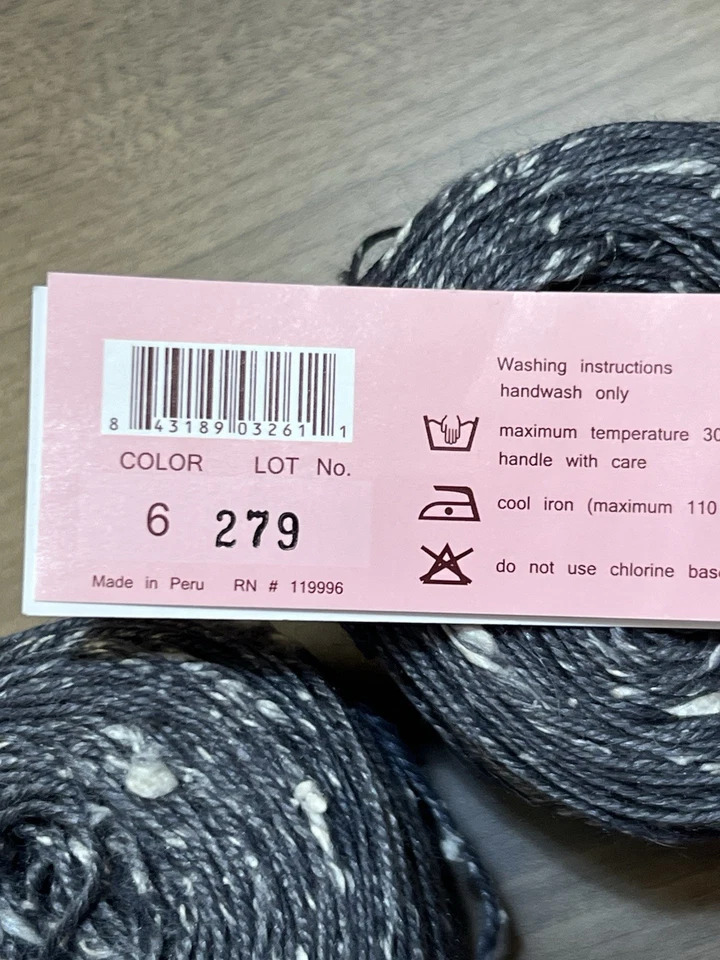 8 43189 03261 1
COLOR LOT No.
6 279
Made in Peru RN # 119996
Washing instructions
handwash only
maximum temperature 30
handle with care
cool iron (maximum 110
do not use chlorine